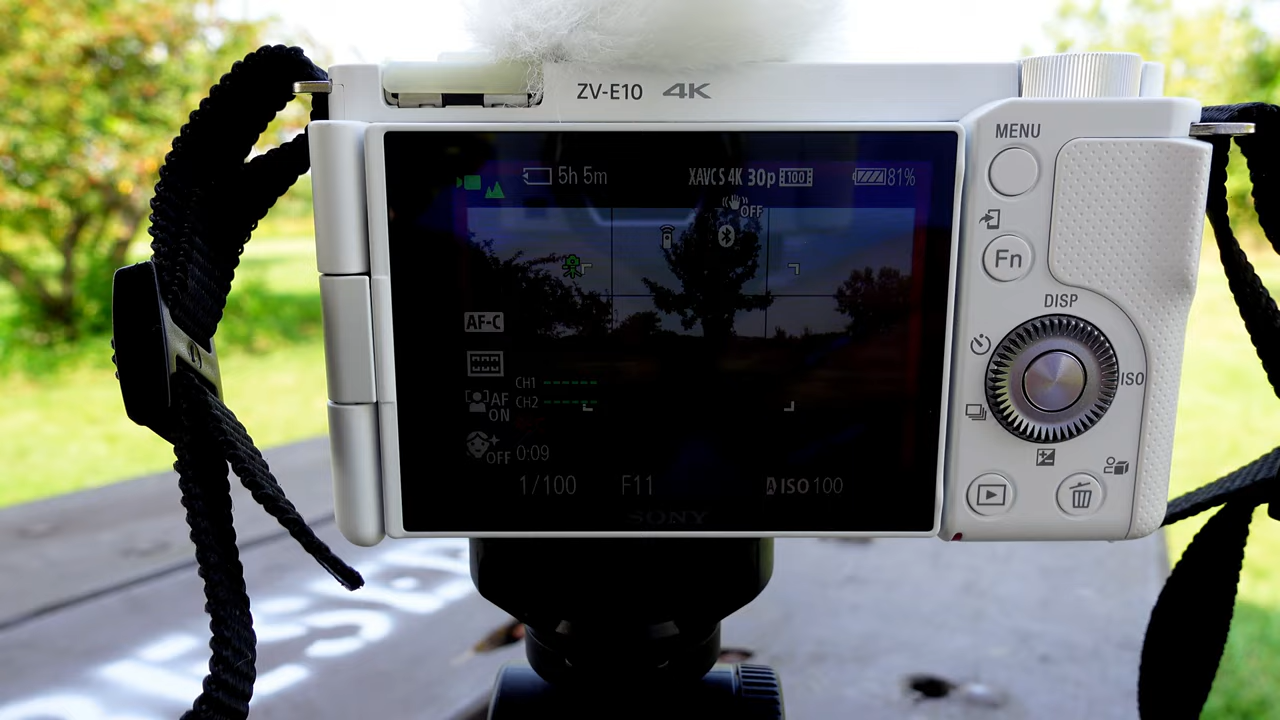 ZV-E10 4K
MENU
5h 5m XAVC S 4K 30p 100 81%
OFF
Fn
DISP
AF-C
ISO
CH1
CH2
AF
ON
OFF 0:09
1/100 F11 A ISO 100
SONY